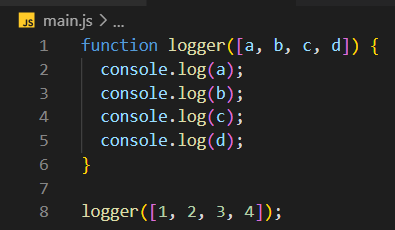 JS main.js > ...
1 function logger([a, b, c, d]) {
2   console.log(a);
3   console.log(b);
4   console.log(c);
5   console.log(d);
6 }
7
8 logger([1, 2, 3, 4]);